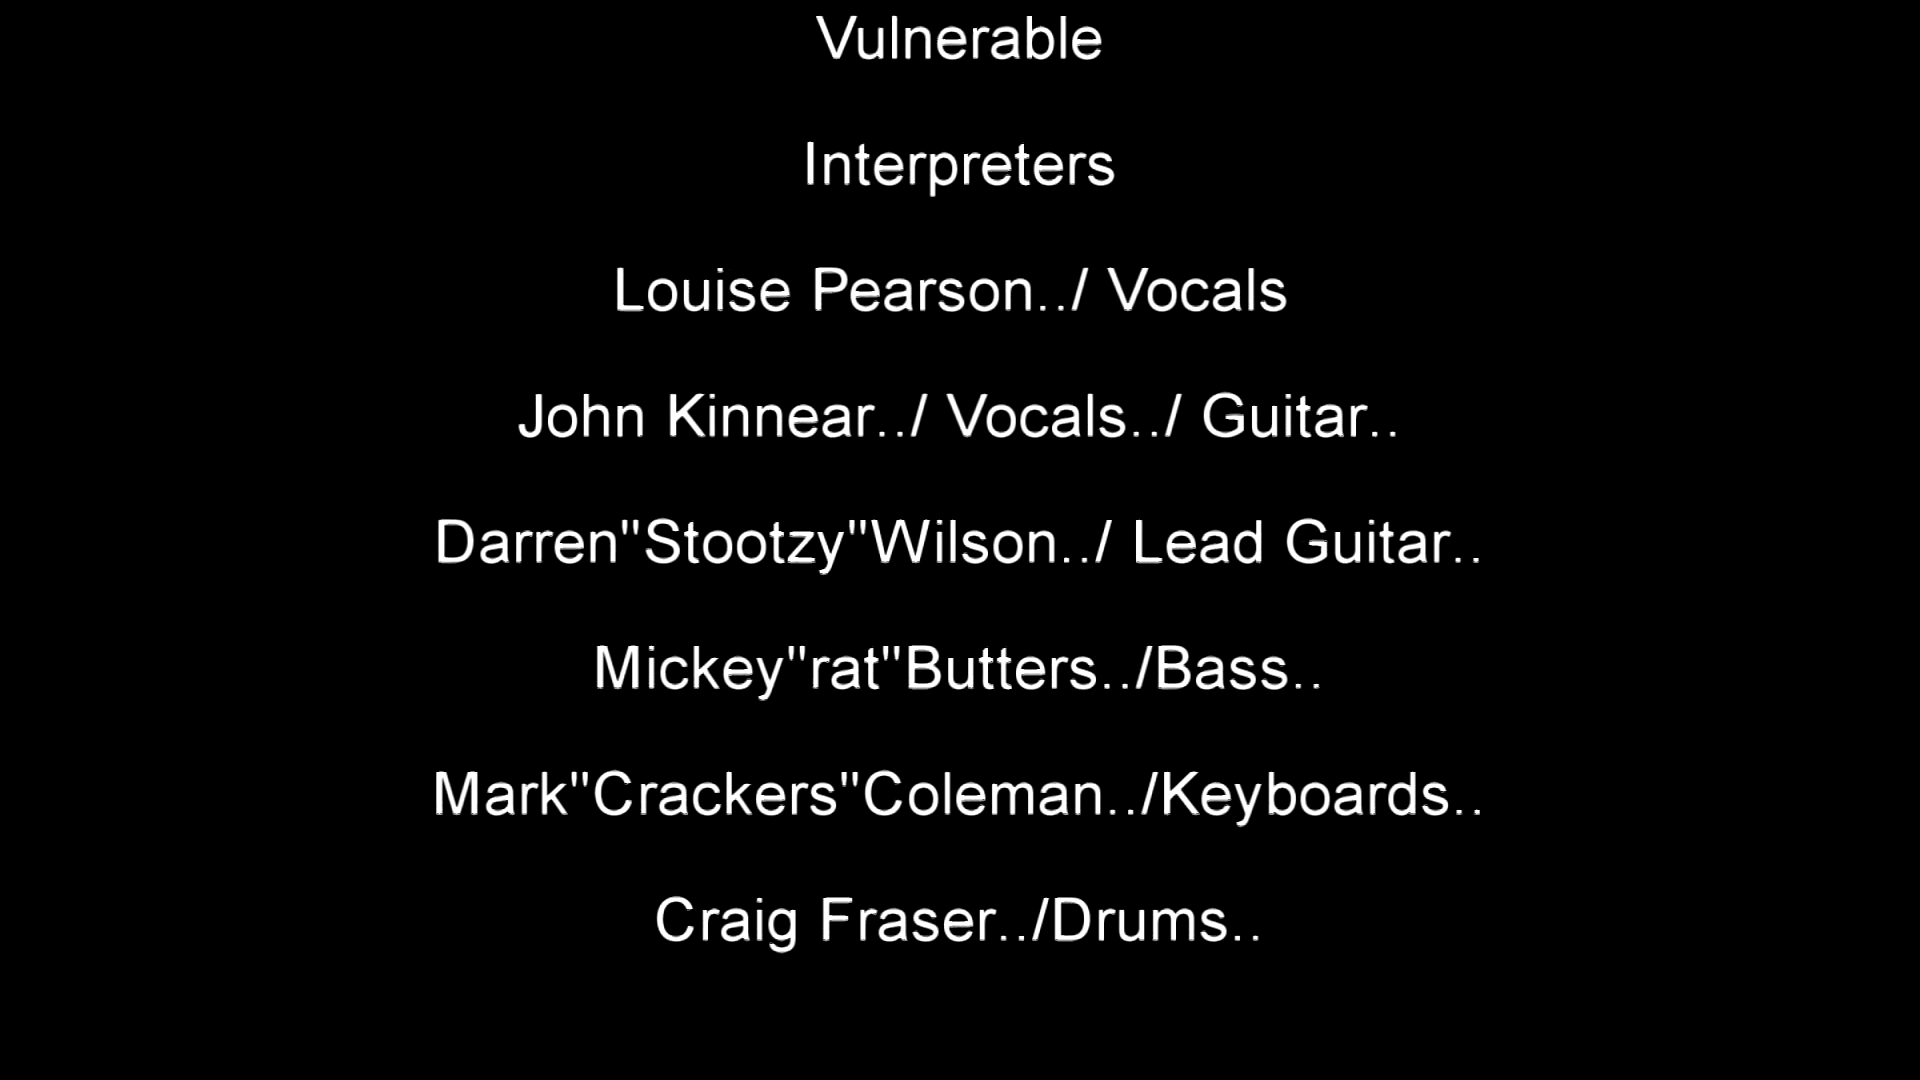 Vulnerable
Interpreters
Louise Pearson../ Vocals
John Kinnear../ Vocals../ Guitar..
Darren"Stootzy"Wilson../ Lead Guitar..
Mickey"rat"Butters../Bass..
Mark"Crackers"Coleman../Keyboards..
Craig Fraser../Drums..